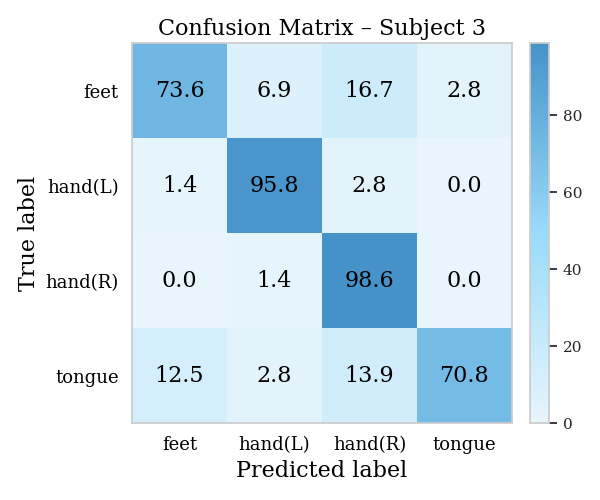 Confusion Matrix – Subject 3
feet 73.6 6.9 16.7 2.8
hand(L) 1.4 95.8 2.8 0.0
hand(R) 0.0 1.4 98.6 0.0
tongue 12.5 2.8 13.9 70.8
feet hand(L) hand(R) tongue
Predicted label
True label
80
60
40
20
0